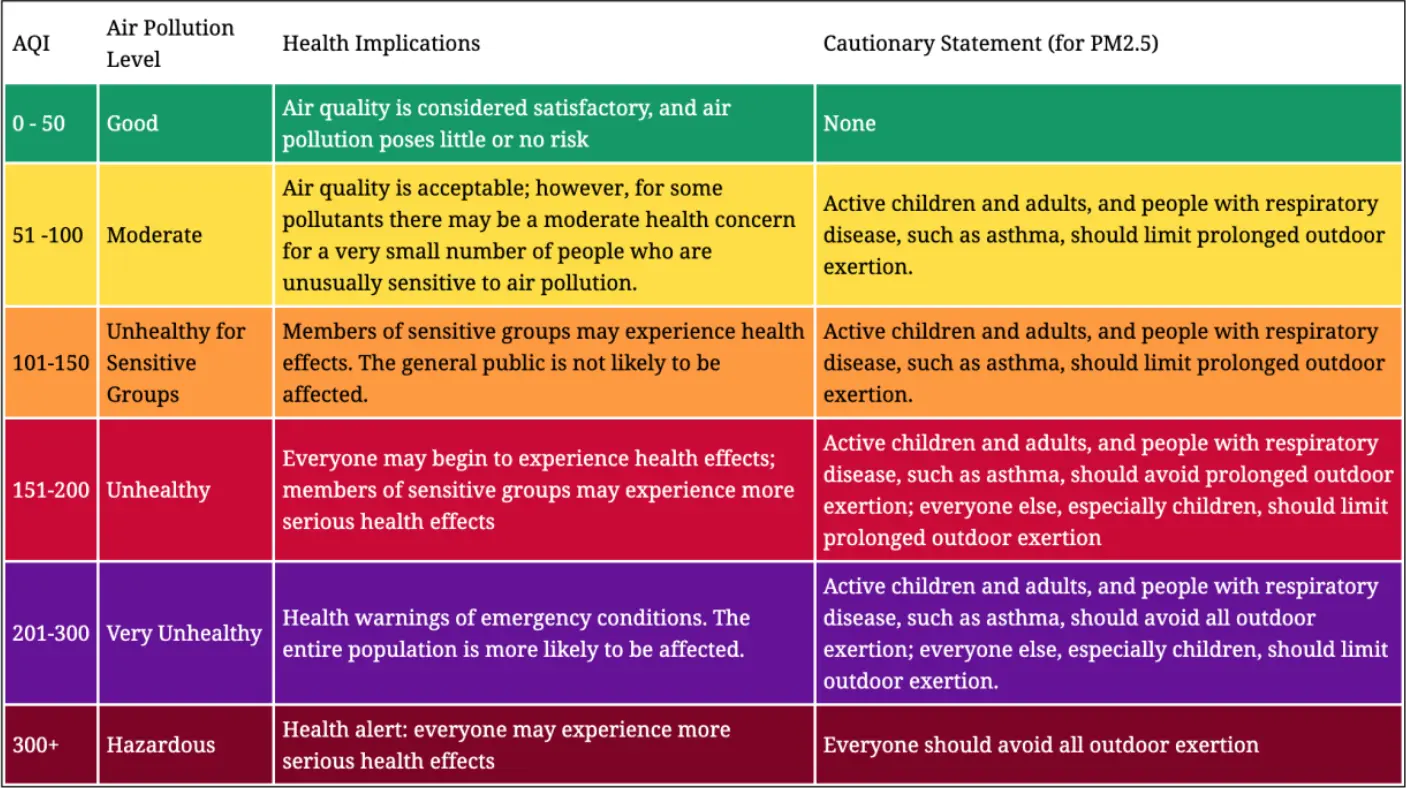 AQI
Air Pollution
Level
Health Implications
Cautionary Statement (for PM2.5)
0 - 50
Good
Air quality is considered satisfactory, and air
pollution poses little or no risk
None
51 -100
Moderate
Air quality is acceptable; however, for some
pollutants there may be a moderate health concern
for a very small number of people who are
unusually sensitive to air pollution.
Active children and adults, and people with respiratory
disease, such as asthma, should limit prolonged outdoor
exertion.
101-150
Unhealthy for
Sensitive
Groups
Members of sensitive groups may experience health
effects. The general public is not likely to be
affected.
Active children and adults, and people with respiratory
disease, such as asthma, should limit prolonged outdoor
exertion.
151-200
Unhealthy
Everyone may begin to experience health effects;
members of sensitive groups may experience more
serious health effects
Active children and adults, and people with respiratory
disease, such as asthma, should avoid prolonged outdoor
exertion; everyone else, especially children, should limit
prolonged outdoor exertion
201-300
Very Unhealthy
Health warnings of emergency conditions. The
entire population is more likely to be affected.
Active children and adults, and people with respiratory
disease, such as asthma, should avoid all outdoor
exertion; everyone else, especially children, should limit
outdoor exertion.
300+
Hazardous
Health alert: everyone may experience more
serious health effects
Everyone should avoid all outdoor exertion